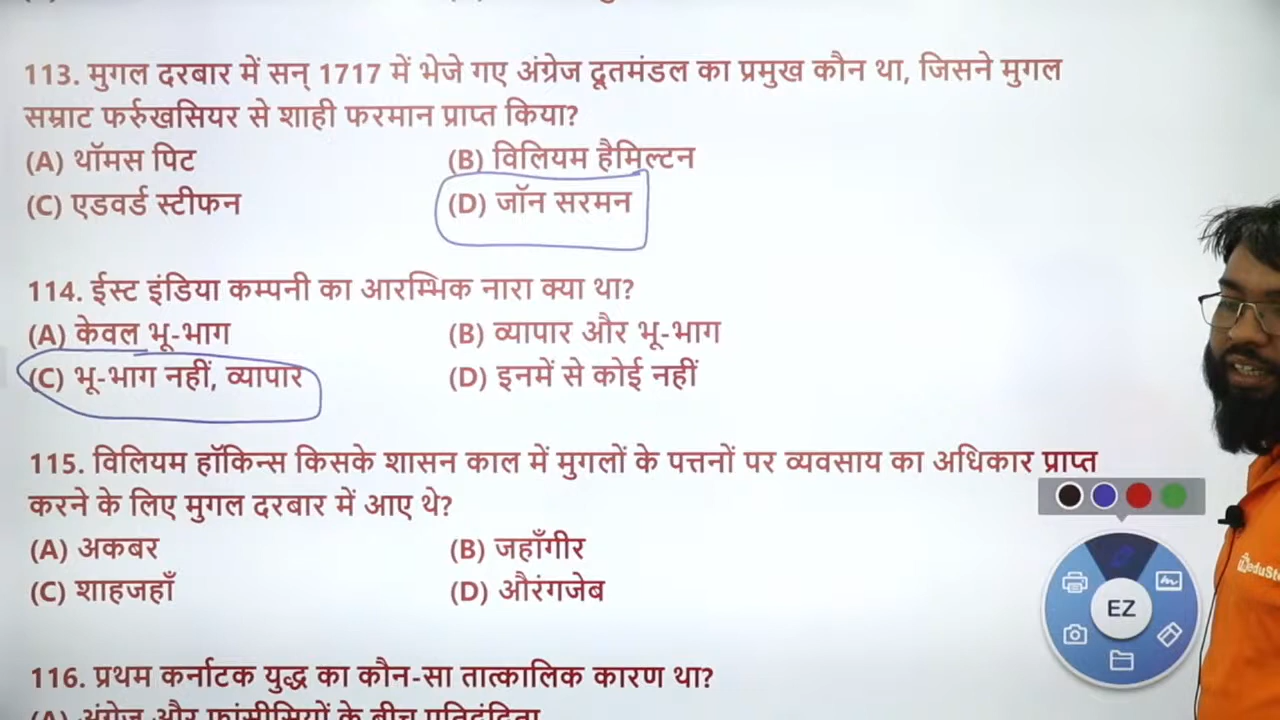 113. मुगल दरबार में सन् 1717 में भेजे गए अंग्रेज दूतमंडल का प्रमुख कौन था, जिसने मुगल
सम्राट फर्रुखसियर से शाही फरमान प्राप्त किया?
(A) थॉमस पिट (B) विलियम हैमिल्टन
(C) एडवर्ड स्टीफन (D) जॉन सरमन
114. ईस्ट इंडिया कम्पनी का आरम्भिक नारा क्या था?
(A) केवल भू-भाग (B) व्यापार और भू-भाग
(C) भू-भाग नहीं, व्यापार (D) इनमें से कोई नहीं
115. विलियम हॉकिन्स किसके शासन काल में मुगलों के पत्तनों पर व्यवसाय का अधिकार प्राप्त
करने के लिए मुगल दरबार में आए थे?
(A) अकबर (B) जहाँगीर
(C) शाहजहाँ (D) औरंगजेब
EZ
116. प्रथम कर्नाटक युद्ध का कौन-सा तात्कालिक कारण था?
(A) अंग्रेज और फ्रांसीसियों के बीच प्रतिद्वंद्विता